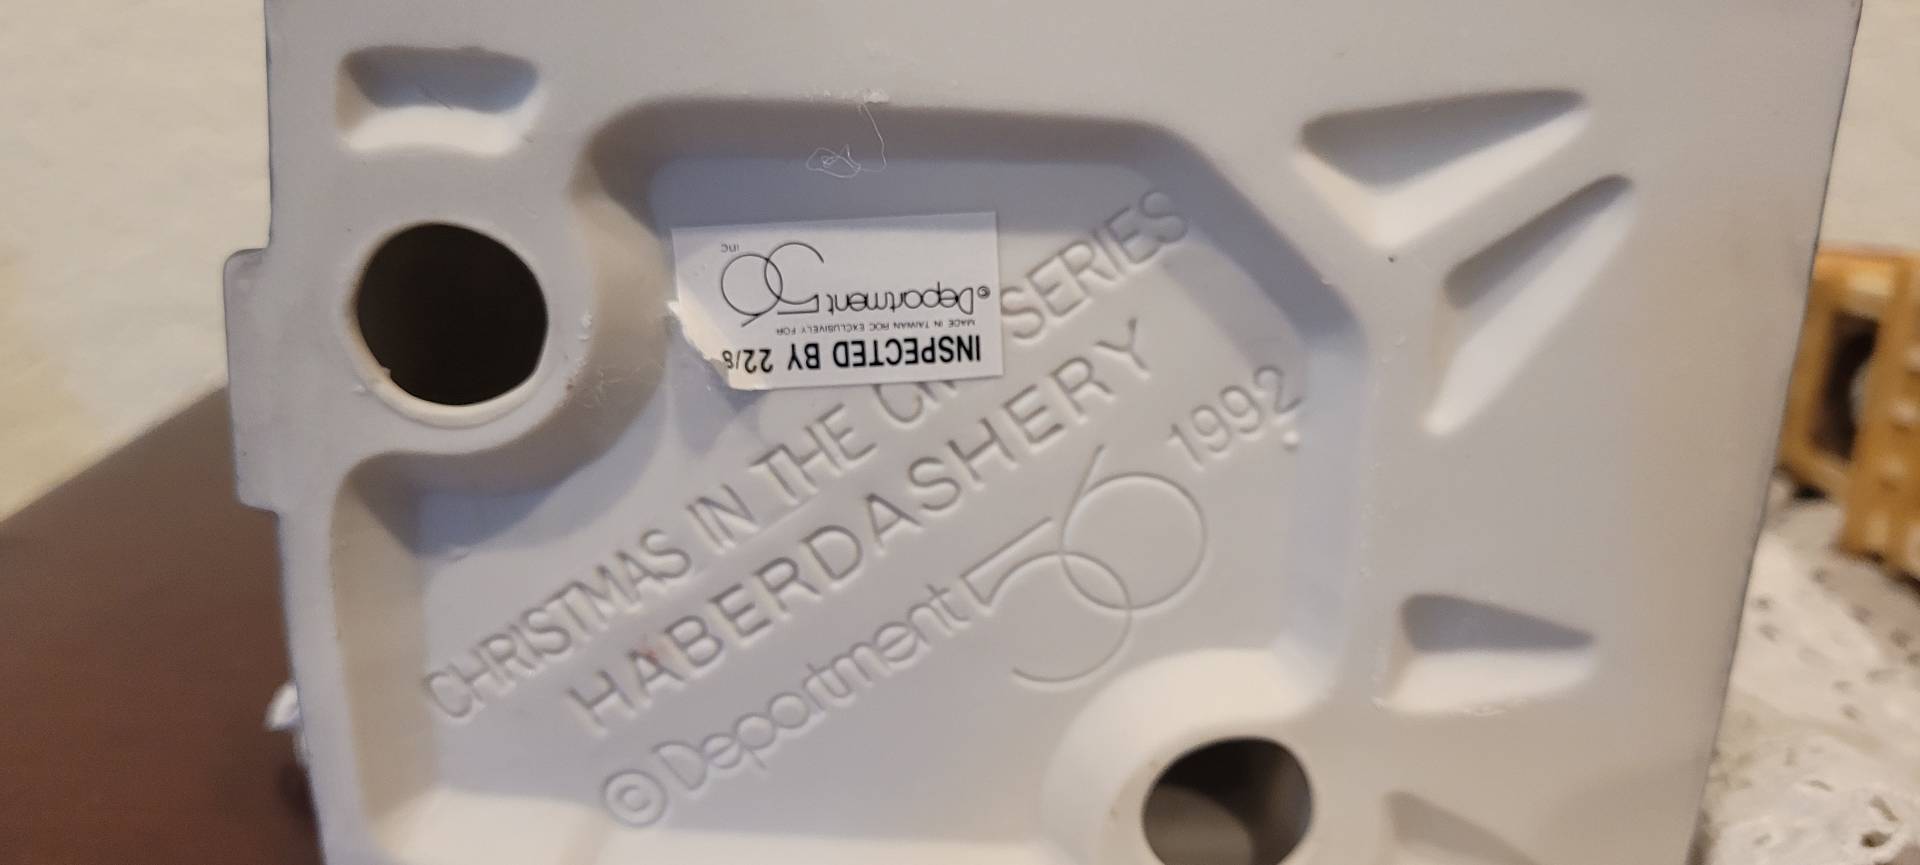 CHRISTMAS IN THE CI SERIES
HABERDASHERY
©Department 56 1992
INSPECTED BY 22/8
MADE IN TAIWAN ROC EXCLUSIVELY FOR
©Department 56
inc